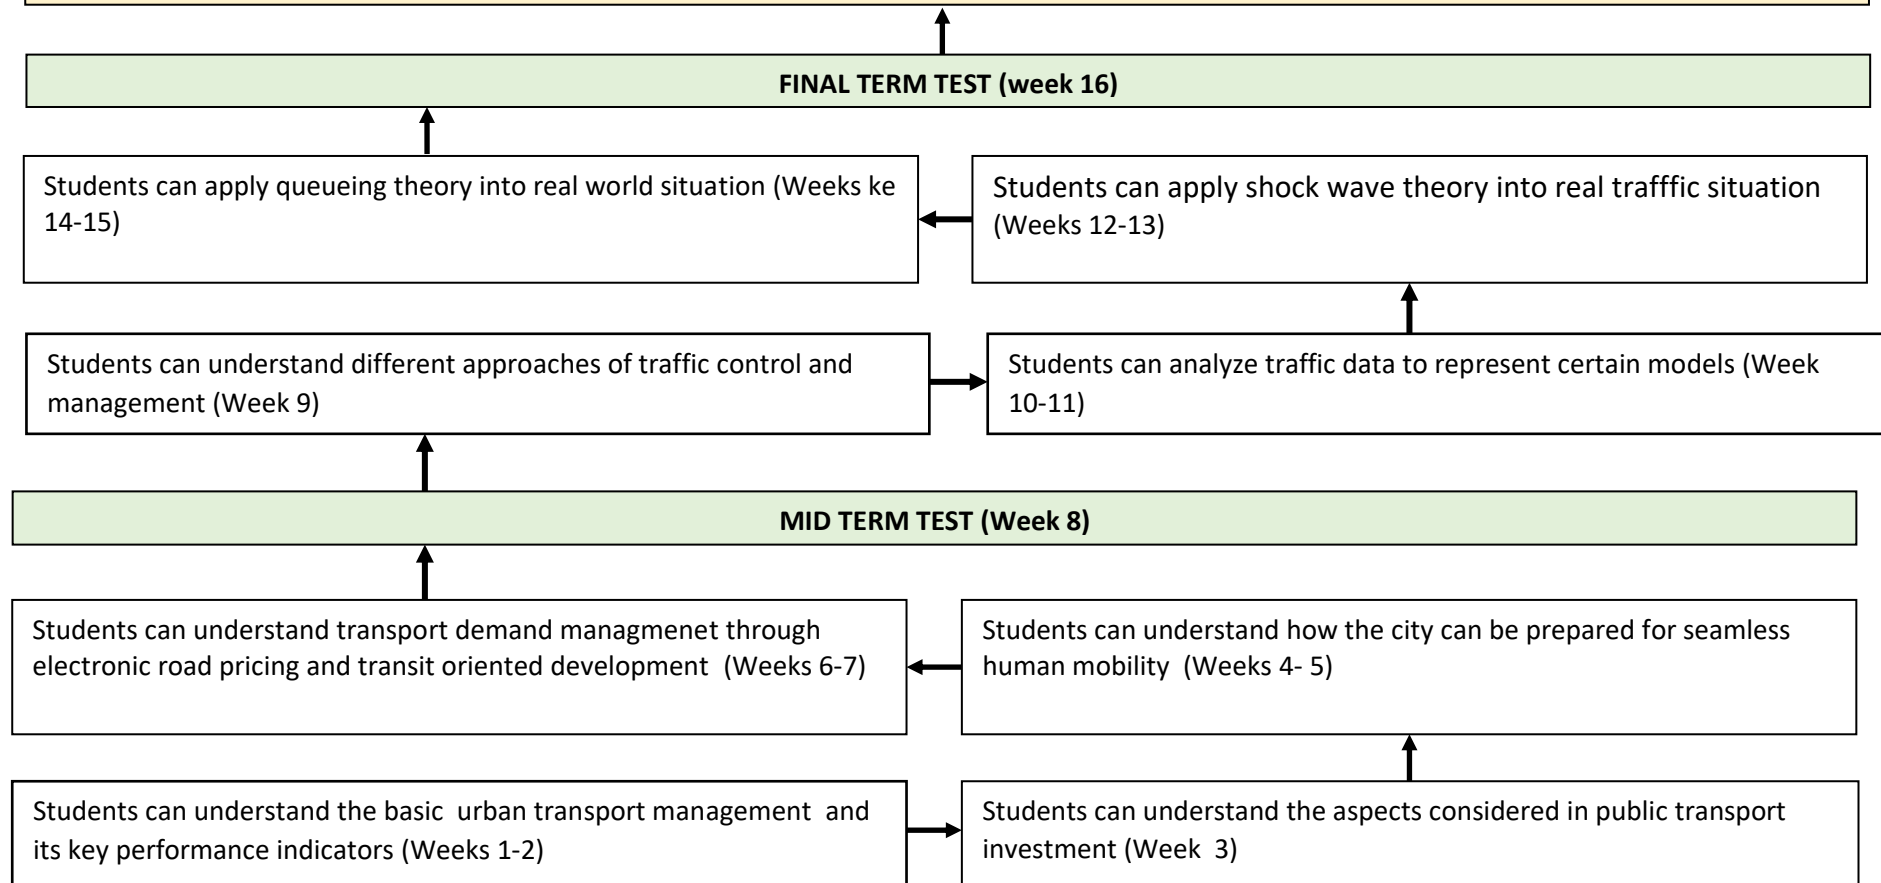 FINAL TERM TEST (week 16)
Students can apply queueing theory into real world situation (Weeks ke
14-15)
Students can apply shock wave theory into real trafffic situation
(Weeks 12-13)
Students can understand different approaches of traffic control and
management (Week 9)
Students can analyze traffic data to represent certain models (Week
10-11)
MID TERM TEST (Week 8)
Students can understand transport demand managmenet through
electronic road pricing and transit oriented development  (Weeks 6-7)
Students can understand how the city can be prepared for seamless
human mobility  (Weeks 4- 5)
Students can understand the basic  urban transport management  and
its key performance indicators (Weeks 1-2)
Students can understand the aspects considered in public transport
investment (Week  3)